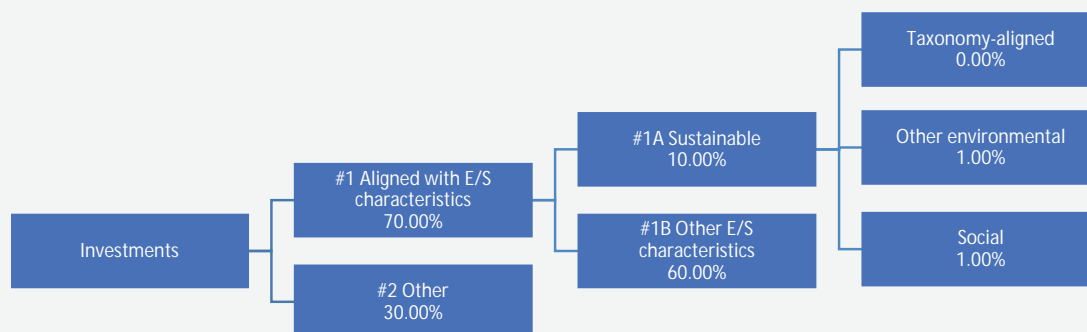 Investments
#1 Aligned with E/S
characteristics
70.00%
#2 Other
30.00%
#1A Sustainable
10.00%
#1B Other E/S
characteristics
60.00%
Taxonomy-aligned
0.00%
Other environmental
1.00%
Social
1.00%